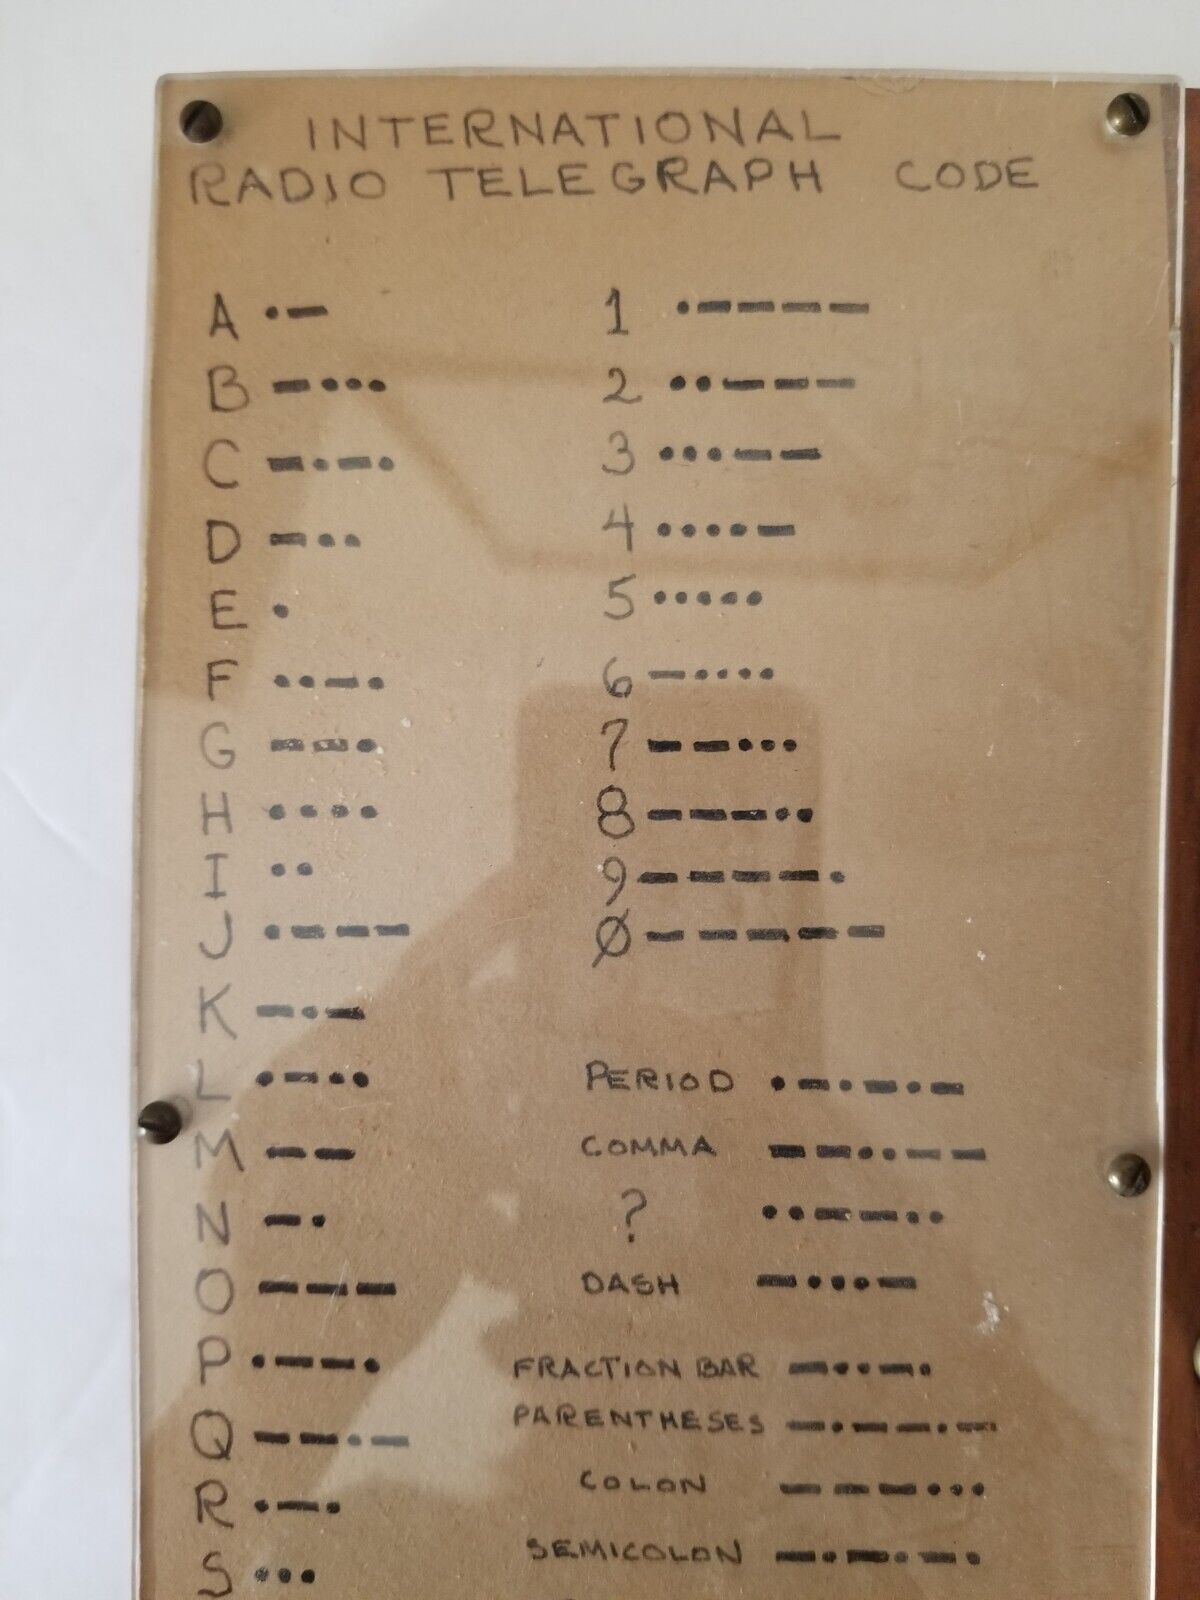 INTERNATIONAL
RADIO TELEGRAPH CODE
A •—
B —•••
C —•—•
D —••
E •
F ••—•
G ——•
H ••••
I ••
J •———
K —•—
L •—••
M ——
N —•
O ———
P •——•
Q ——•—
R •—•
S •••
1 •————
2 ••———
3 •••——
4 ••••—
5 •••••
6 —••••
7 ——•••
8 ———••
9 ————•
Ø —————
PERIOD •—•—•—
COMMA ——••——
? ••——••
DASH —•••—
FRACTION BAR —••—•
PARENTHESES —•——•—
COLON ———•••
SEMICOLON —•—•—•